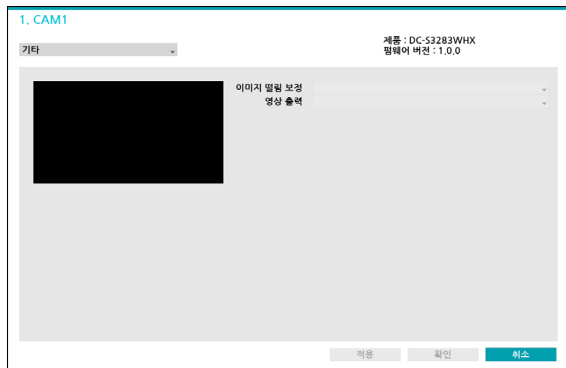 1. CAM1
기타
제품 : DC-S3283WHX
펌웨어 버전 : 1.0.0
이미지 떨림 보정
영상 출력
적용
확인
취소